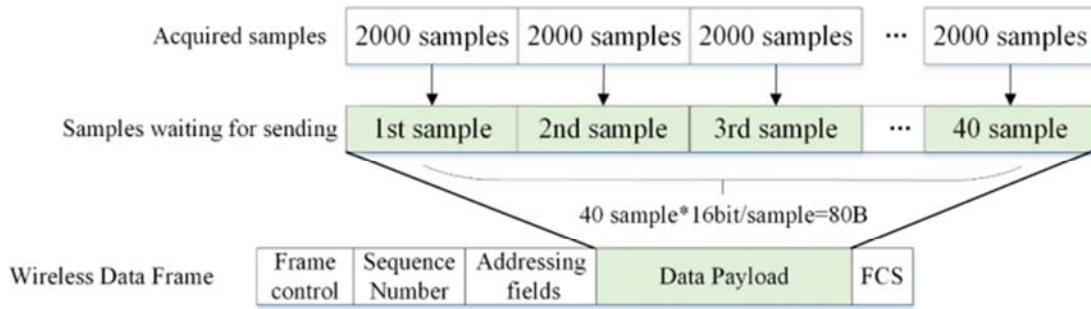 Acquired samples 2000 samples 2000 samples 2000 samples ... 2000 samples
Samples waiting for sending 1st sample 2nd sample 3rd sample ... 40 sample
40 sample*16bit/sample=80B
Wireless Data Frame Frame control Sequence Number Addressing fields Data Payload FCS